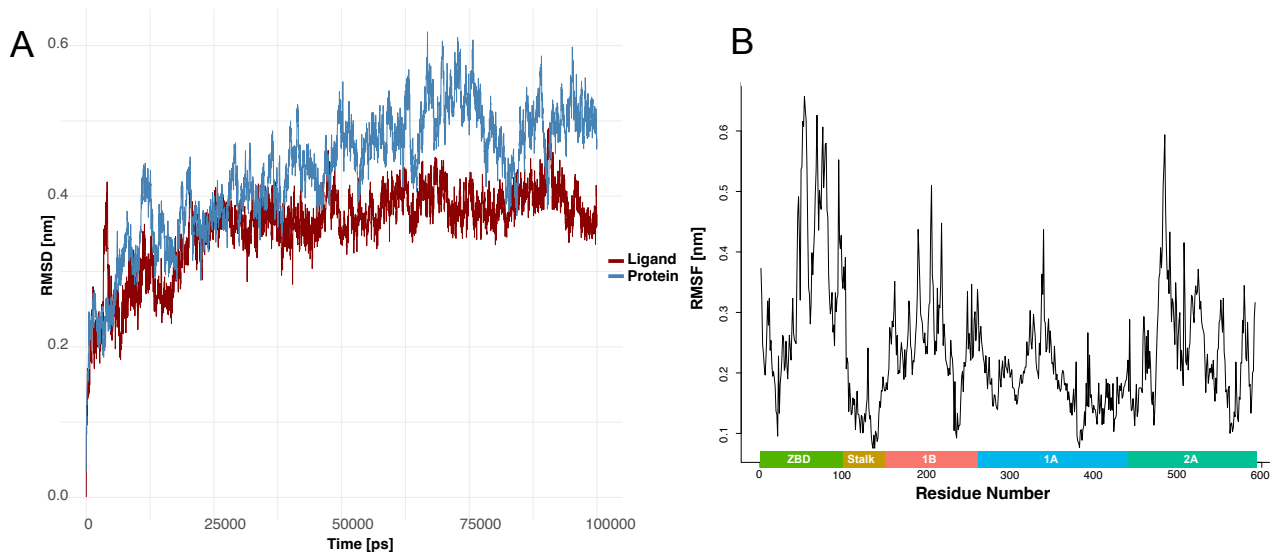 A
RMSD [nm]
0.6
0.4
0.2
0.0
0 25000 50000 75000 100000
Time [ps]
Ligand
Protein
B
RMSF [nm]
0.6
0.5
0.4
0.3
0.2
0.1
ZBD Stalk 1B 1A 2A
0 100 200 300 400 500 600
Residue Number